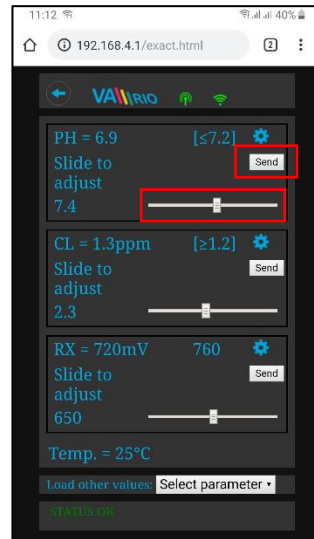 11:12 40%
192.168.4.1/exact.html 2
VARIO
PH = 6.9 [≤7.2]
Slide to Send
adjust
7.4
CL = 1.3ppm [≥1.2]
Slide to Send
adjust
2.3
RX = 720mV 760
Slide to Send
adjust
650
Temp. = 25°C
Load other values: Select parameter
STATUS OK